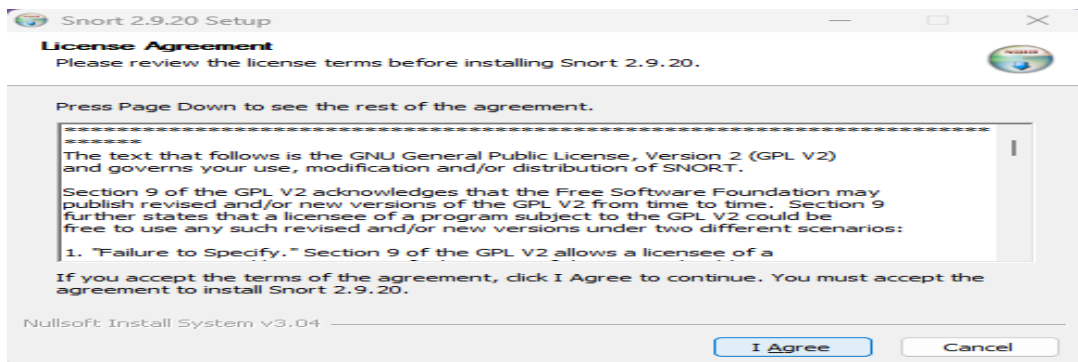 Snort 2.9.20 Setup
License Agreement
Please review the license terms before installing Snort 2.9.20.
Press Page Down to see the rest of the agreement.
***********************************************************************
******
The text that follows is the GNU General Public License, Version 2 (GPL V2)
and governs your use, modification and/or distribution of SNORT.
Section 9 of the GPL V2 acknowledges that the Free Software Foundation may
publish revised and/or new versions of the GPL V2 from time to time.  Section 9
further states that a licensee of a program subject to the GPL V2 could be
free to use any such revised and/or new versions under two different scenarios:
1. "Failure to Specify." Section 9 of the GPL V2 allows a licensee of a
If you accept the terms of the agreement, click I Agree to continue. You must accept the
agreement to install Snort 2.9.20.
Nullsoft Install System v3.04
I Agree
Cancel